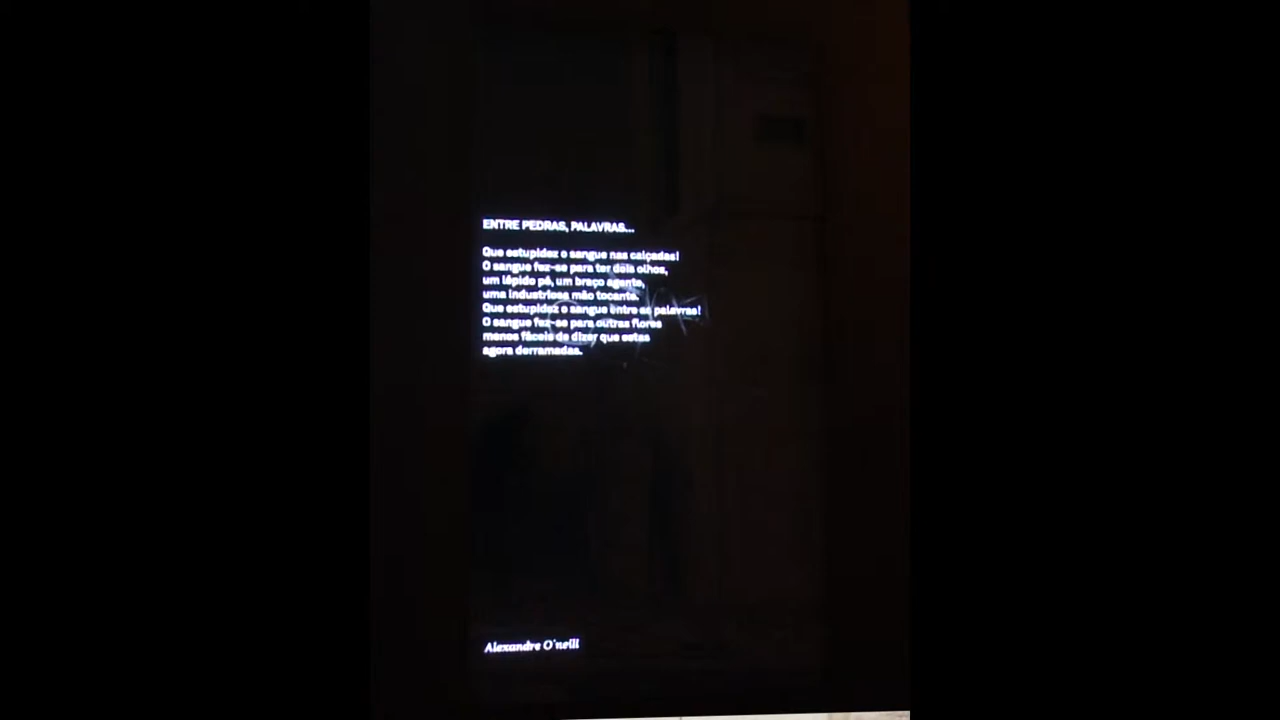 ENTRE PEDRAS, PALAVRAS...
Que estupidez o sangue nas calçadas!
O sangue fez-se para ter dois olhos,
um lépido pé, um braço agente,
uma industriosa mão tocante.
Que estupidez o sangue entre as palavras!
O sangue fez-se para outras flores
menos fáceis de dizer que estas
agora derramadas.
Alexandre O'neill